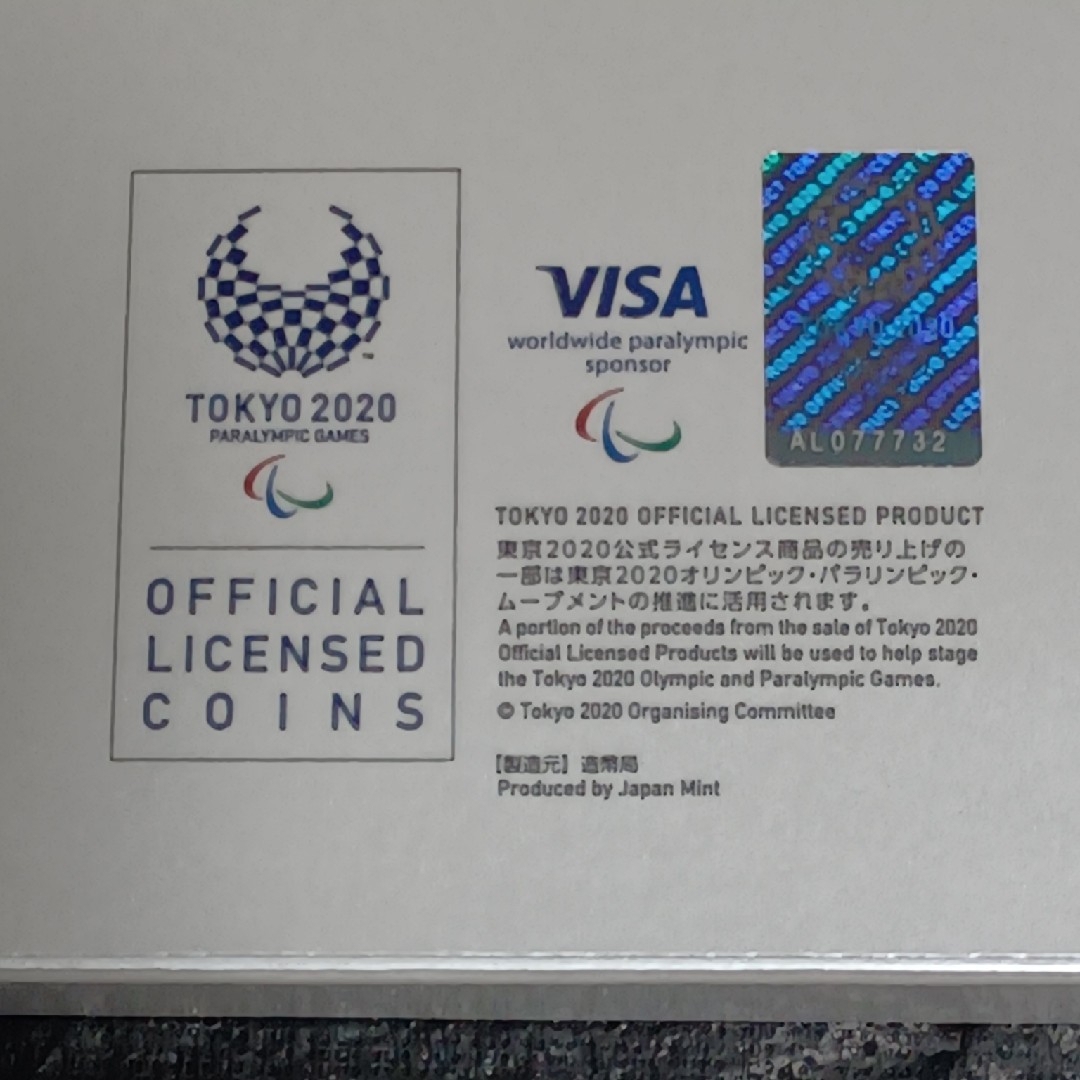 TOKYO 2020
PARALYMPIC GAMES
OFFICIAL
LICENSED
COINS
VISA
worldwide paralympic
sponsor
TOKYO 2020
AL077732
TOKYO 2020 OFFICIAL LICENSED PRODUCT
東京2020公式ライセンス商品の売り上げの
一部は東京2020オリンピック・パラリンピック・
ムーブメントの推進に活用されます。
A portion of the proceeds from the sale of Tokyo 2020
Official Licensed Products will be used to help stage
the Tokyo 2020 Olympic and Paralympic Games.
© Tokyo 2020 Organising Committee
【製造元】造幣局
Produced by Japan Mint